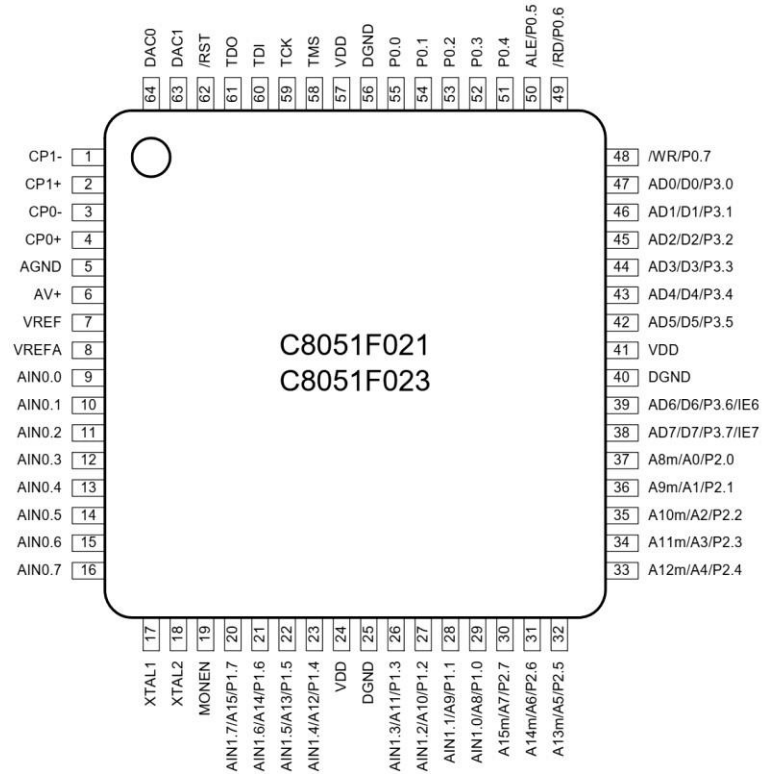 DAC0 DAC1 /RST TDO TDI TCK TMS VDD DGND P0.0 P0.1 P0.2 P0.3 P0.4 ALE/P0.5 /RD/P0.6
64 63 62 61 60 59 58 57 56 55 54 53 52 51 50 49
CP1- 1
CP1+ 2
CP0- 3
CP0+ 4
AGND 5
AV+ 6
VREF 7
VREFA 8
AIN0.0 9
AIN0.1 10
AIN0.2 11
AIN0.3 12
AIN0.4 13
AIN0.5 14
AIN0.6 15
AIN0.7 16
C8051F021
C8051F023
48 /WR/P0.7
47 AD0/D0/P3.0
46 AD1/D1/P3.1
45 AD2/D2/P3.2
44 AD3/D3/P3.3
43 AD4/D4/P3.4
42 AD5/D5/P3.5
41 VDD
40 DGND
39 AD6/D6/P3.6/IE6
38 AD7/D7/P3.7/IE7
37 A8m/A0/P2.0
36 A9m/A1/P2.1
35 A10m/A2/P2.2
34 A11m/A3/P2.3
33 A12m/A4/P2.4
17 18 19 20 21 22 23 24 25 26 27 28 29 30 31 32
XTAL1 XTAL2 MONEN AIN1.7/A15/P1.7 AIN1.6/A14/P1.6 AIN1.5/A13/P1.5 AIN1.4/A12/P1.4 VDD DGND AIN1.3/A11/P1.3 AIN1.2/A10/P1.2 AIN1.1/A9/P1.1 AIN1.0/A8/P1.0 A15m/A7/P2.7 A14m/A6/P2.6 A13m/A5/P2.5